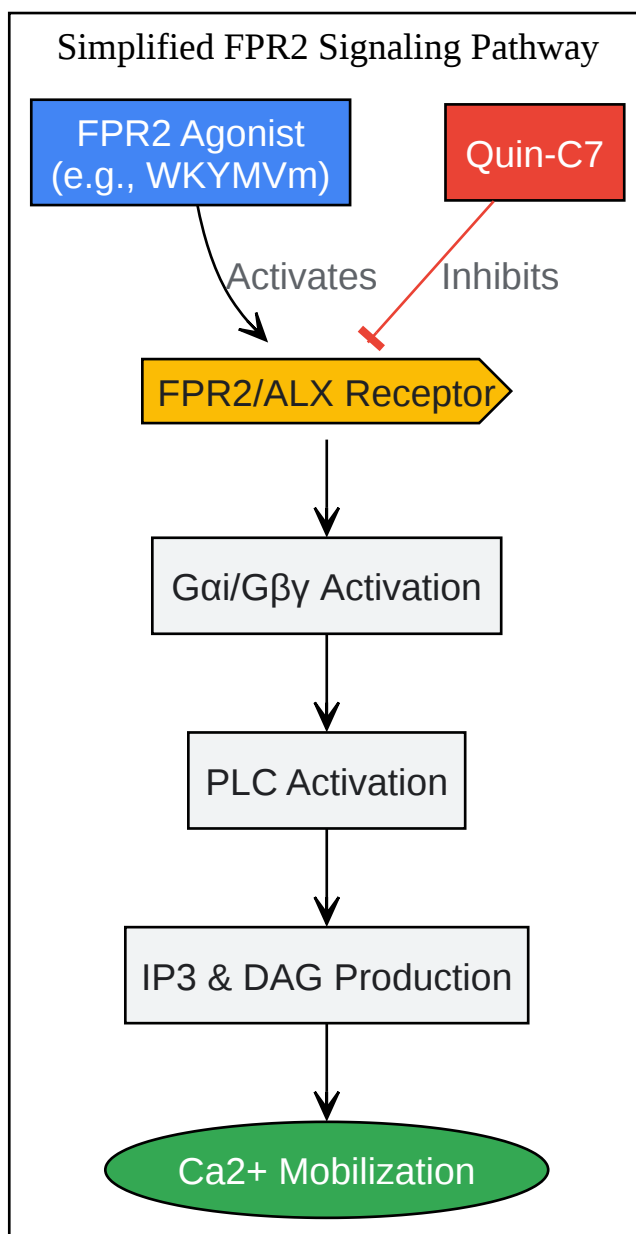 Simplified FPR2 Signaling Pathway
FPR2 Agonist
(e.g., WKYMVm)
Quin-C7
Activates
Inhibits
FPR2/ALX Receptor
Gαi/Gβγ Activation
PLC Activation
IP3 & DAG Production
Ca2+ Mobilization